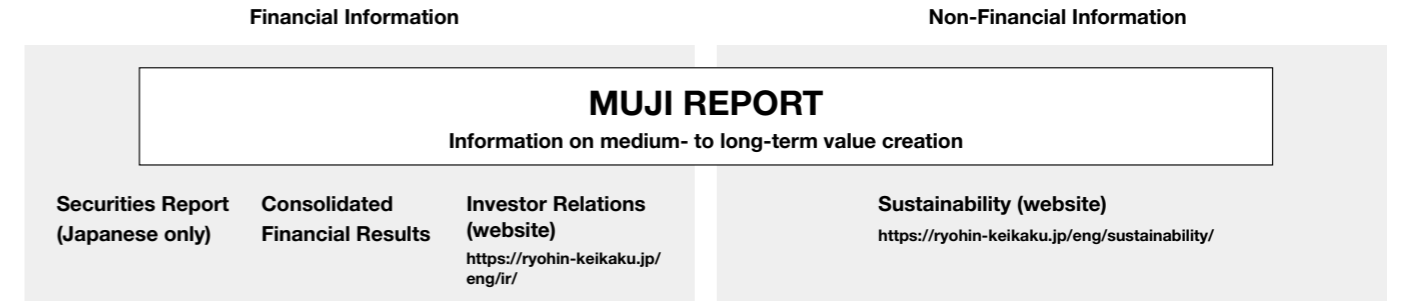 Financial Information
Non-Financial Information
MUJI REPORT
Information on medium- to long-term value creation
Securities Report
(Japanese only)
Consolidated
Financial Results
Investor Relations
(website)
https://ryohin-keikaku.jp/
eng/ir/
Sustainability (website)
https://ryohin-keikaku.jp/eng/sustainability/